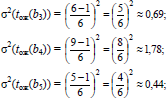 σ²(t_ож(b₃)) = ((6−1)/6)² = (5/6)² ≈ 0,69;
σ²(t_ож(b₄)) = ((9−1)/6)² = (8/6)² ≈ 1,78;
σ²(t_ож(b₅)) = ((5−1)/6)² = (4/6)² ≈ 0,44;